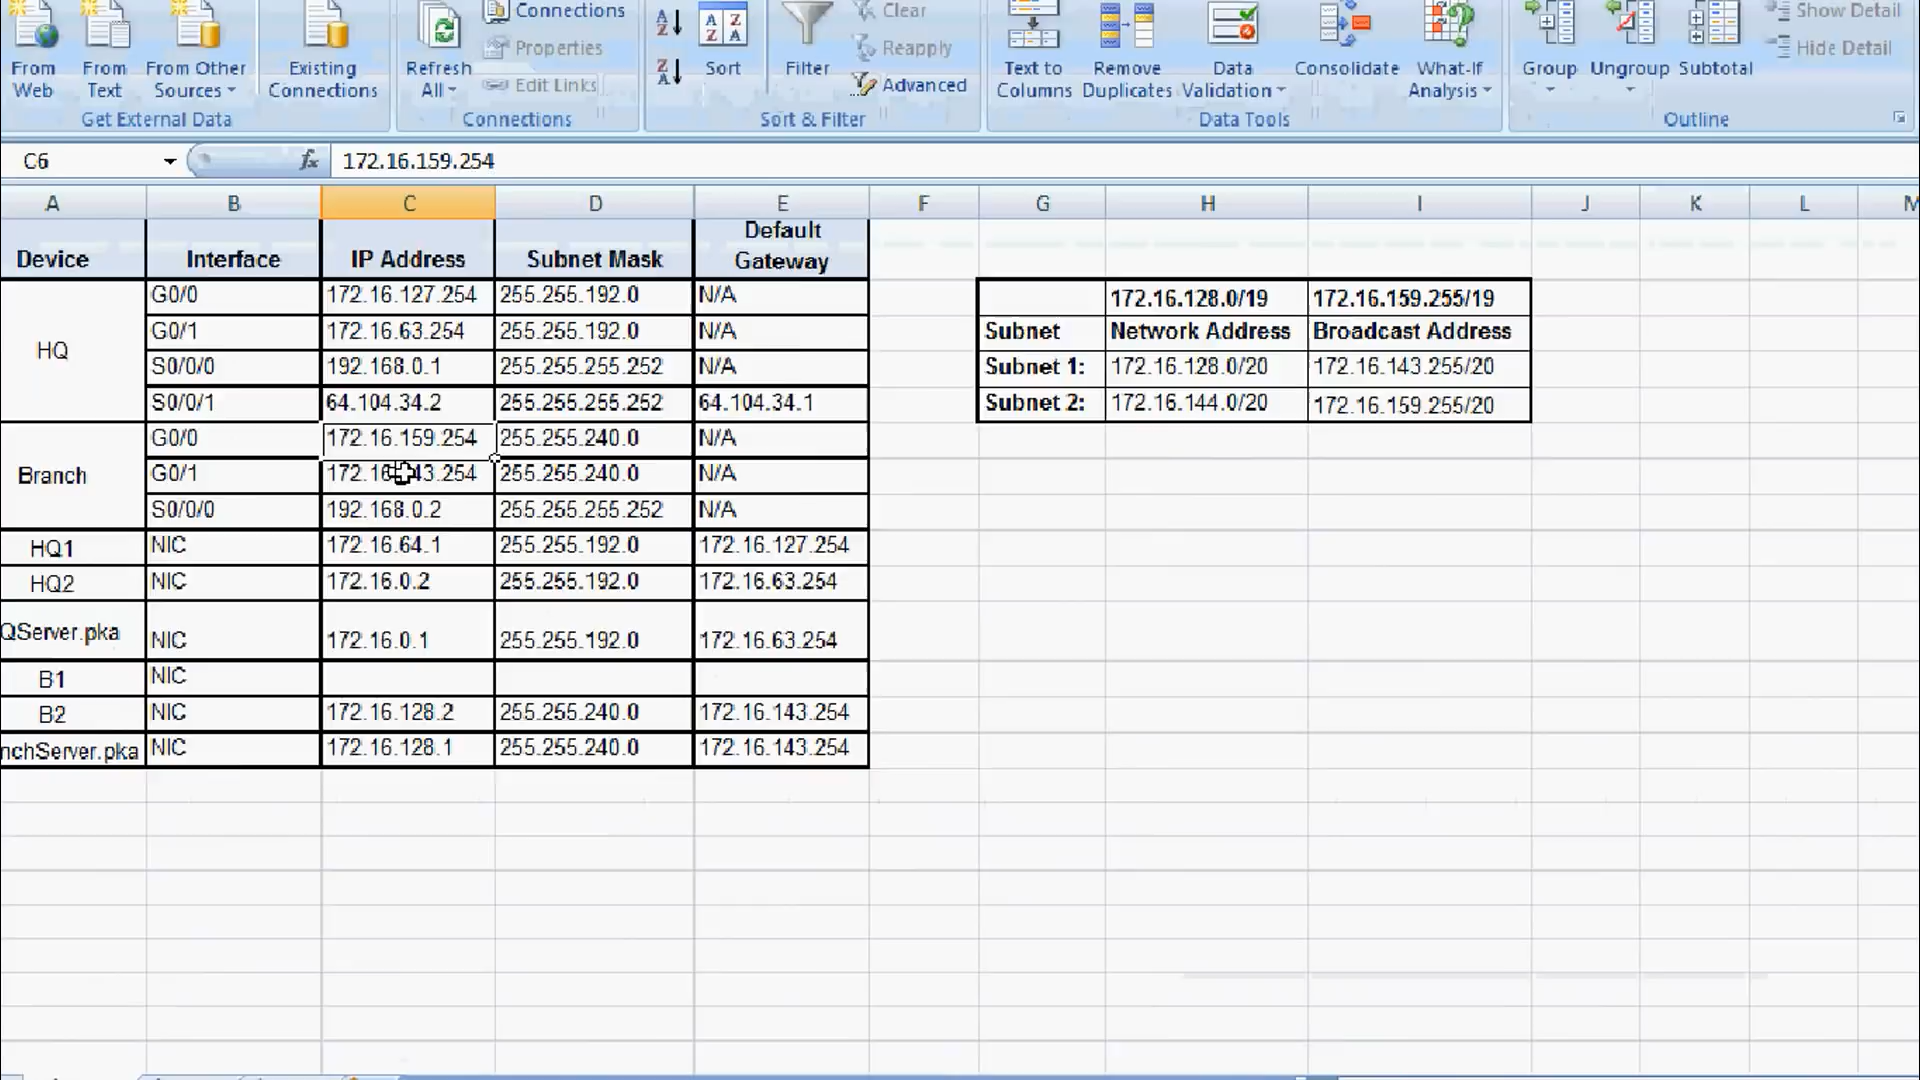 Connections
Clear
Show Detail
Properties
Reapply
Hide Detail
From Web
From Text
From Other Sources
Existing Connections
Refresh All
Edit Links
Sort
Filter
Advanced
Text to Columns
Remove Duplicates
Data Validation
Consolidate
What-If Analysis
Group
Ungroup
Subtotal
Get External Data
Connections
Sort & Filter
Data Tools
Outline
C6 fx 172.16.159.254
A B C D E F G H I J K L M
Device Interface IP Address Subnet Mask Default Gateway
HQ
G0/0 172.16.127.254 255.255.192.0 N/A
G0/1 172.16.63.254 255.255.192.0 N/A
S0/0/0 192.168.0.1 255.255.255.252 N/A
S0/0/1 64.104.34.2 255.255.255.252 64.104.34.1
Branch
G0/0 172.16.159.254 255.255.240.0 N/A
G0/1 43.254 255.255.240.0 N/A
S0/0/0 192.168.0.2 255.255.255.252 N/A
HQ1 NIC 172.16.64.1 255.255.192.0 172.16.127.254
HQ2 NIC 172.16.0.2 255.255.192.0 172.16.63.254
QServer.pka NIC 172.16.0.1 255.255.192.0 172.16.63.254
B1 NIC
B2 NIC 172.16.128.2 255.255.240.0 172.16.143.254
nchServer.pka NIC 172.16.128.1 255.255.240.0 172.16.143.254
172.16.128.0/19 172.16.159.255/19
Subnet Network Address Broadcast Address
Subnet 1: 172.16.128.0/20 172.16.143.255/20
Subnet 2: 172.16.144.0/20 172.16.159.255/20